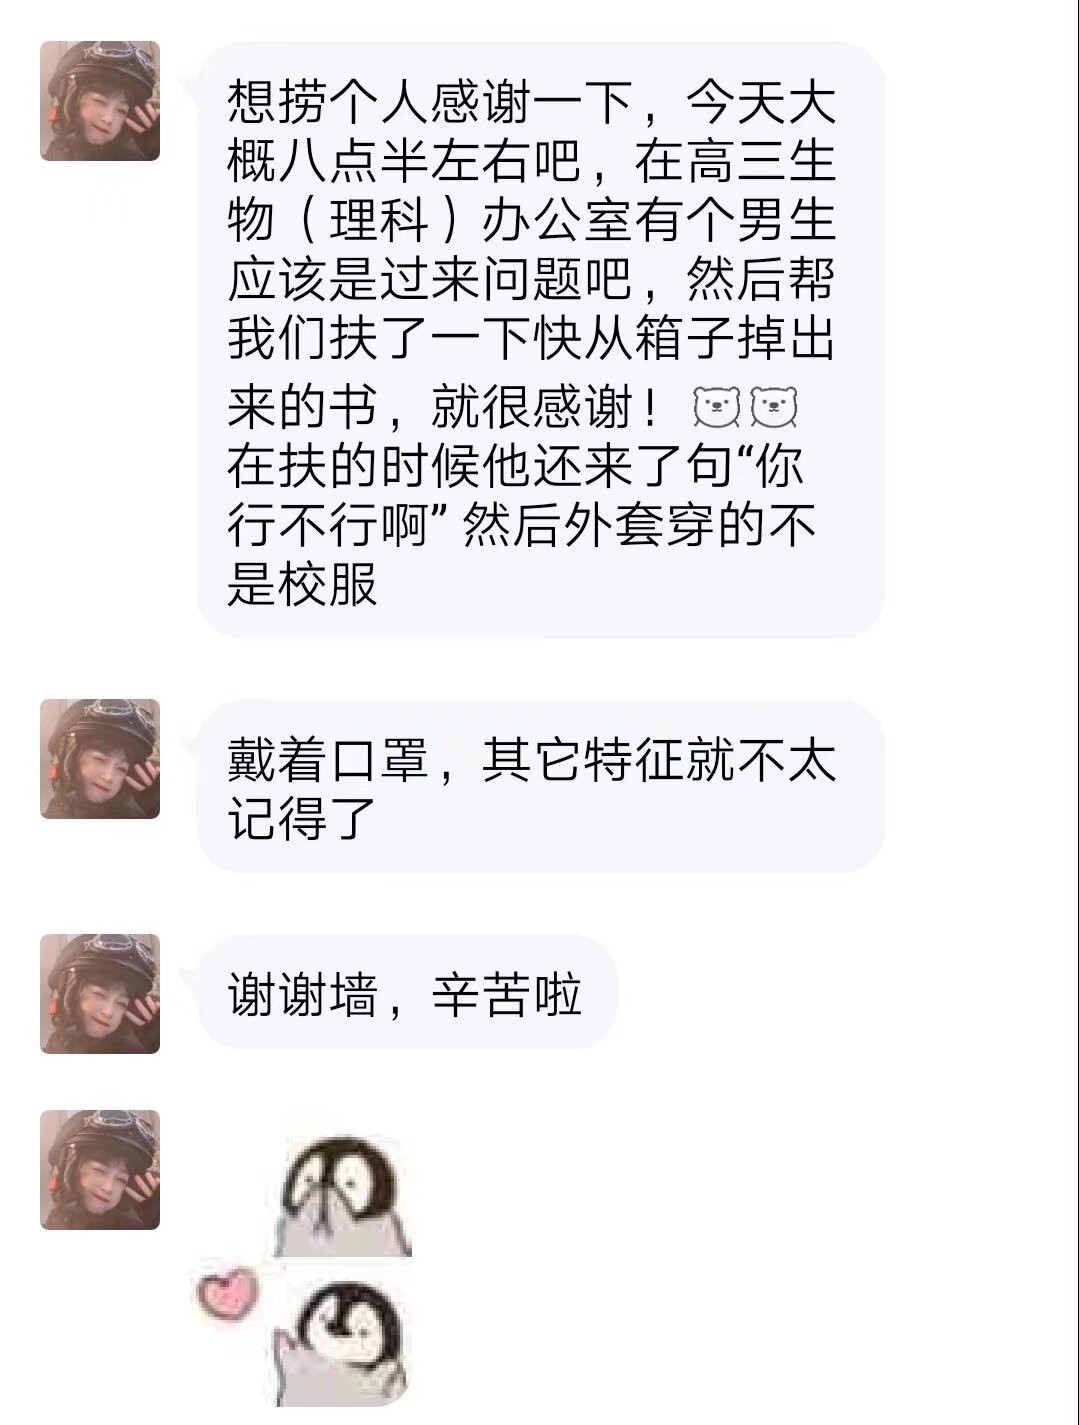 想捞个人感谢一下，今天大
概八点半左右吧，在高三生
物（理科）办公室有个男生
应该是过来问题吧，然后帮
我们扶了一下快从箱子掉出
来的书，就很感谢！
在扶的时候他还来了句“你
行不行啊”然后外套穿的不
是校服
戴着口罩，其它特征就不太
记得了
谢谢墙，辛苦啦